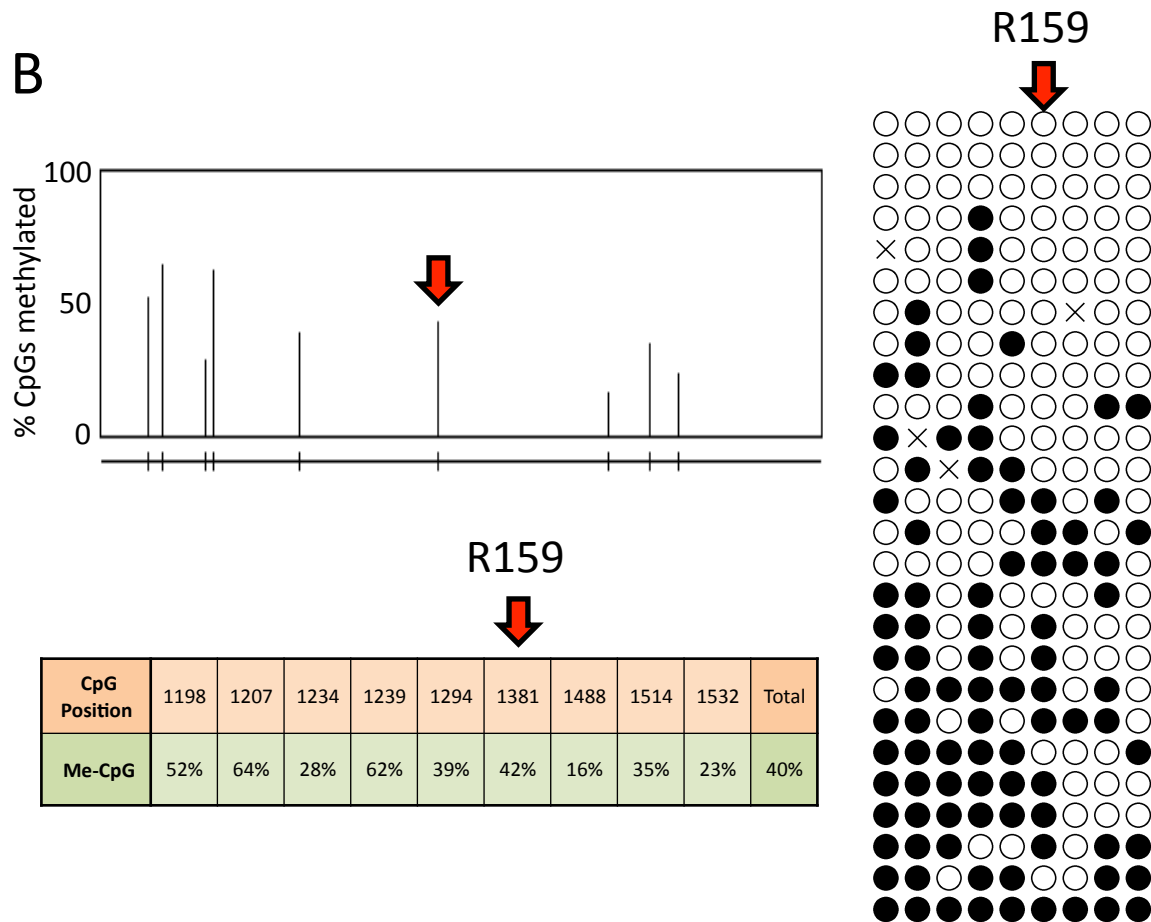 R159
B
100
50
0
% CpGs methylated
R159
CpG Position 1198 1207 1234 1239 1294 1381 1488 1514 1532 Total
Me-CpG 52% 64% 28% 62% 39% 42% 16% 35% 23% 40%